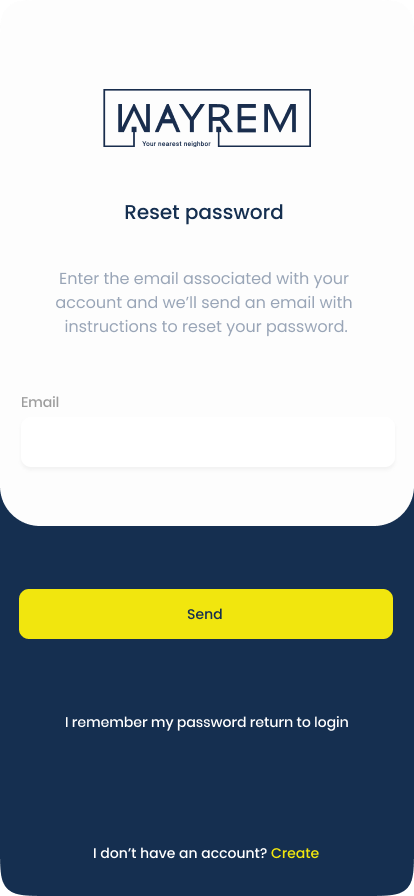 WAYREM
Your nearest neighbor
Reset password
Enter the email associated with your
account and we’ll send an email with
instructions to reset your password.
Email
Send
I remember my password return to login
I don’t have an account? Create